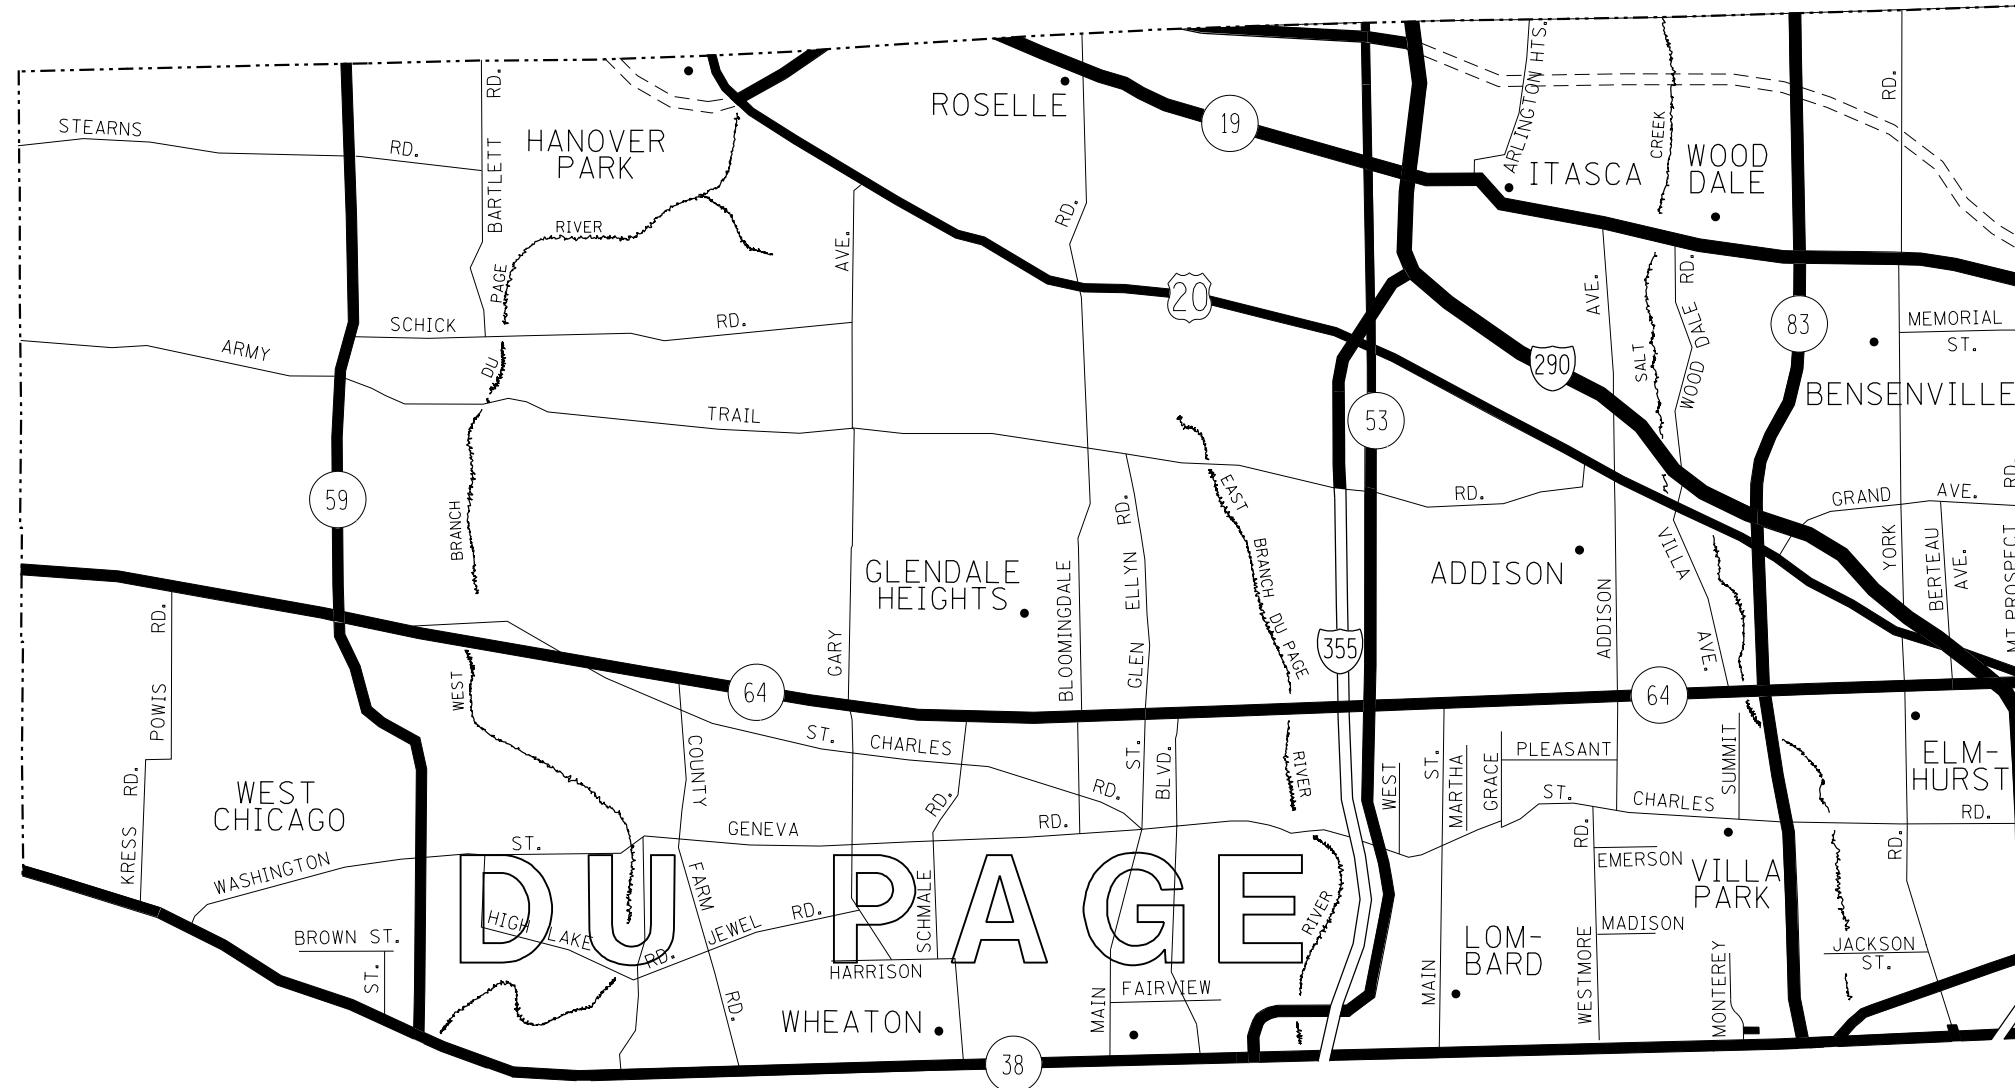 ROSELLE
HANOVER
PARK
STEARNS
RD.
BARTLETT
RD.
RIVER
PAGE
DU
BRANCH
WEST
AVE.
GARY
RD.
BLOOMINGDALE
19
ARLINGTON HTS.
CREEK
ITASCA
WOOD
DALE
RD.
SCHICK
RD.
ARMY
TRAIL
RD.
20
290
53
83
59
AVE.
ADDISON
RD.
WOOD DALE
SALT
MEMORIAL
ST.
BENSENVILLE
GRAND
AVE.
YORK
BERTEAU
AVE.
MT PROSPECT
RD.
EAST
BRANCH
DU PAGE
RIVER
RIVER
GLENDALE
HEIGHTS
RD.
ELLYN
GLEN
ADDISON
VILLA
AVE.
355
64
64
POWIS
RD.
KRESS
RD.
WEST
CHICAGO
WASHINGTON
ST.
COUNTY
FARM
RD.
ST.
CHARLES
RD.
GENEVA
RD.
RD.
SCHMALE
ST.
BLVD.
MAIN
WEST
ST.
MAIN
MARTHA
GRACE
PLEASANT
SUMMIT
ST.
CHARLES
RD.
ELM-
HURST
RD.
RD.
EMERSON
WESTMORE
MADISON
VILLA
PARK
MONTEREY
JACKSON
ST.
LOM-
BARD
DU PAGE
HIGH LAKE
RD.
JEWEL
RD.
HARRISON
BROWN ST.
ST.
FAIRVIEW
WHEATON
38